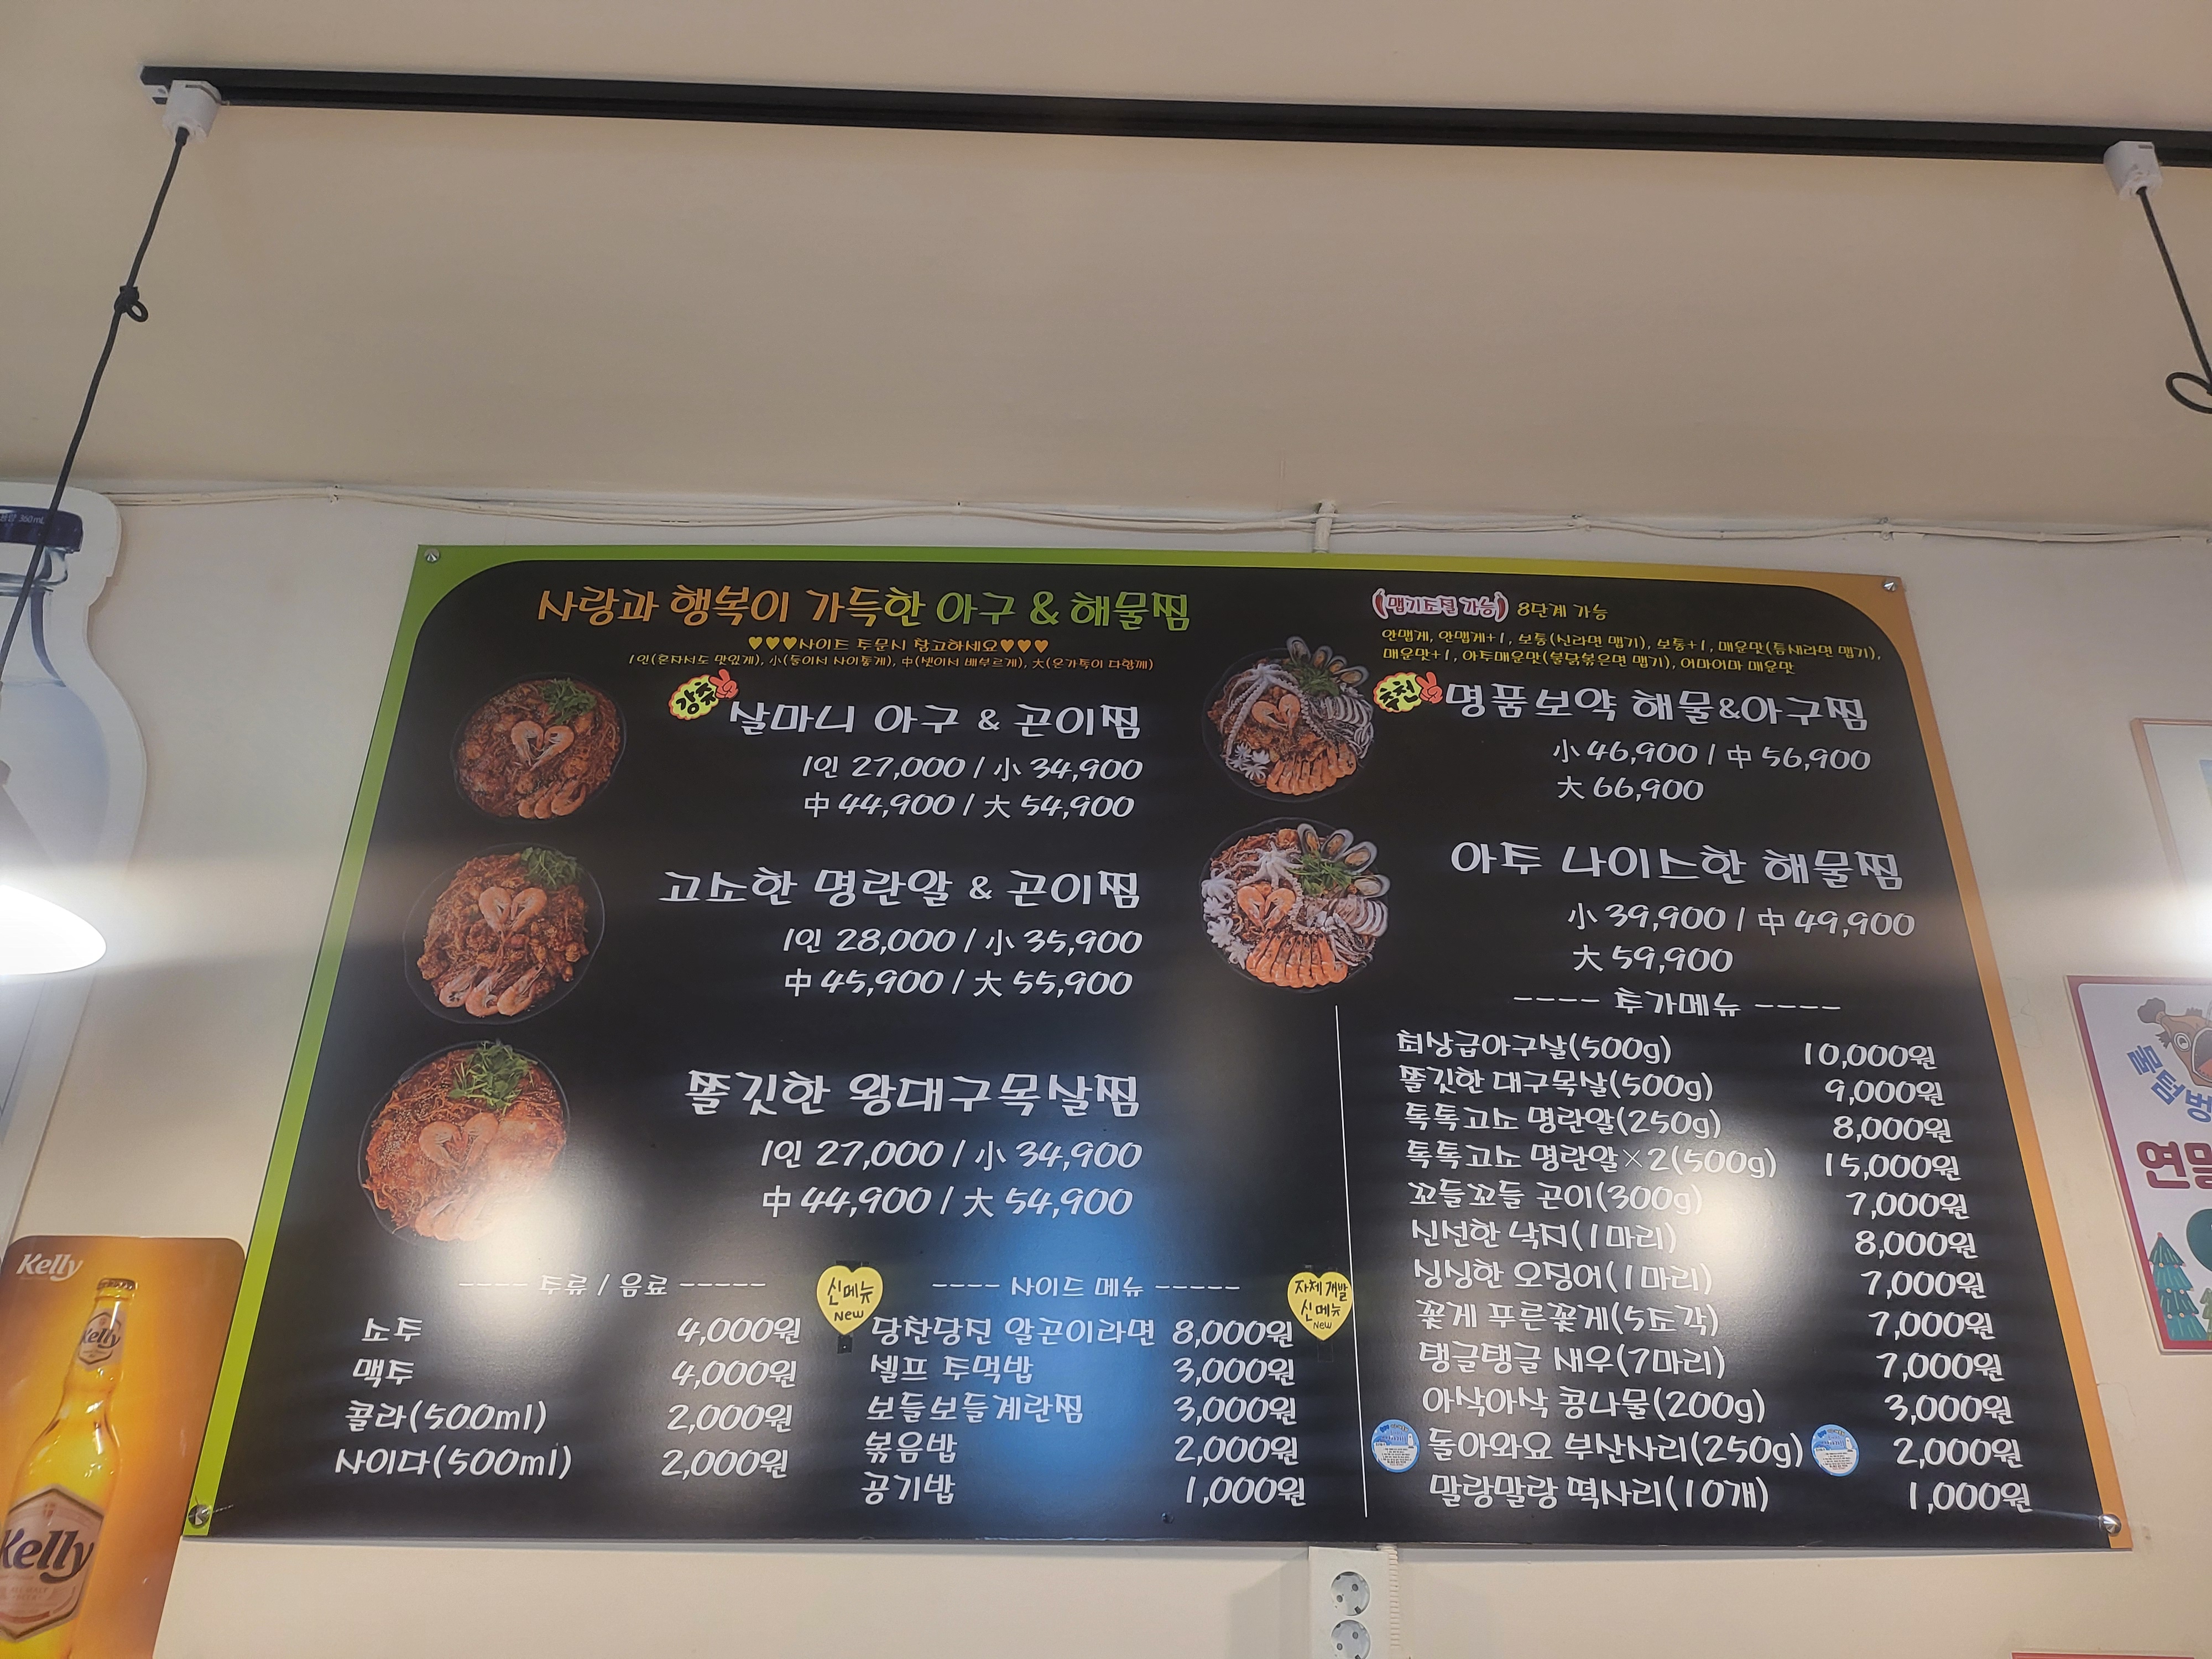 사랑과 행복이 가득한 아구 & 해물찜
♥♥♥사이트 주문시 참고하세요♥♥♥
1인(혼자서도 맛있게), 小(둘이서 사이좋게), 中(셋이서 배부르게), 大(온가족이 다함께)
강추
살마니 아구 & 곤이찜
1인 27,000 / 小 34,900
中 44,900 / 大 54,900
고소한 명란알 & 곤이찜
1인 28,000 / 小 35,900
中 45,900 / 大 55,900
쫄깃한 왕대구목살찜
1인 27,000 / 小 34,900
中 44,900 / 大 54,900
---- 주류 / 음료 -----
소주 4,000원
맥주 4,000원
콜라(500ml) 2,000원
사이다(500ml) 2,000원
신메뉴
New
---- 사이드 메뉴 -----
자체개발
신메뉴
New
당찬당진 알곤이라면 8,000원
셀프 주먹밥 3,000원
보들보들계란찜 3,000원
볶음밥 2,000원
공기밥 1,000원
(맵기조절 가능) 8단계 가능
안맵게, 안맵게+1, 보통(신라면 맵기), 보통+1, 매운맛(틈새라면 맵기),
매운맛+1, 아주매운맛(불닭볶은면 맵기), 어마어마 매운맛
추천
명품보약 해물&아구찜
小 46,900 / 中 56,900
大 66,900
아주 나이스한 해물찜
小 39,900 / 中 49,900
大 59,900
---- 추가메뉴 ----
최상급아구살(500g) 10,000원
쫄깃한 대구목살(500g) 9,000원
톡톡고소 명란알(250g) 8,000원
톡톡고소 명란알×2(500g) 15,000원
꼬들꼬들 곤이(300g) 7,000원
신선한 낙지(1마리) 8,000원
싱싱한 오징어(1마리) 7,000원
꽃게 푸른꽃게(5조각) 7,000원
탱글탱글 새우(7마리) 7,000원
아삭아삭 콩나물(200g) 3,000원
돌아와요 부산사리(250g) 2,000원
말랑말랑 떡사리(10개) 1,000원
360mL
Kelly
Kelly
Kelly